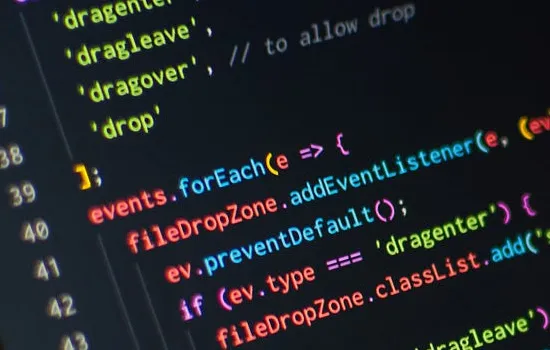 'dragenter',
'dragleave',
'dragover', // to allow drop
7 'drop'
38 ];
39 events.forEach(e => {
40 fileDropZone.addEventListener(e, (ev
41 ev.preventDefault();
42 if (ev.type === 'dragenter') {
43 fileDropZone.classList.add('s
dragleave')